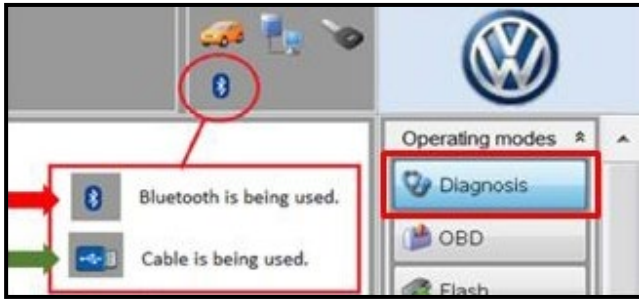 Operating modes
Diagnosis
Bluetooth is being used.
OBD
Cable is being used.
Flash